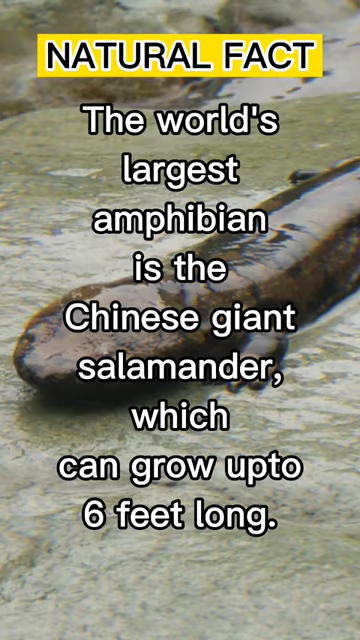 NATURAL FACT
The world's
largest
amphibian
is the
Chinese giant
salamander,
which
can grow upto
6 feet long.